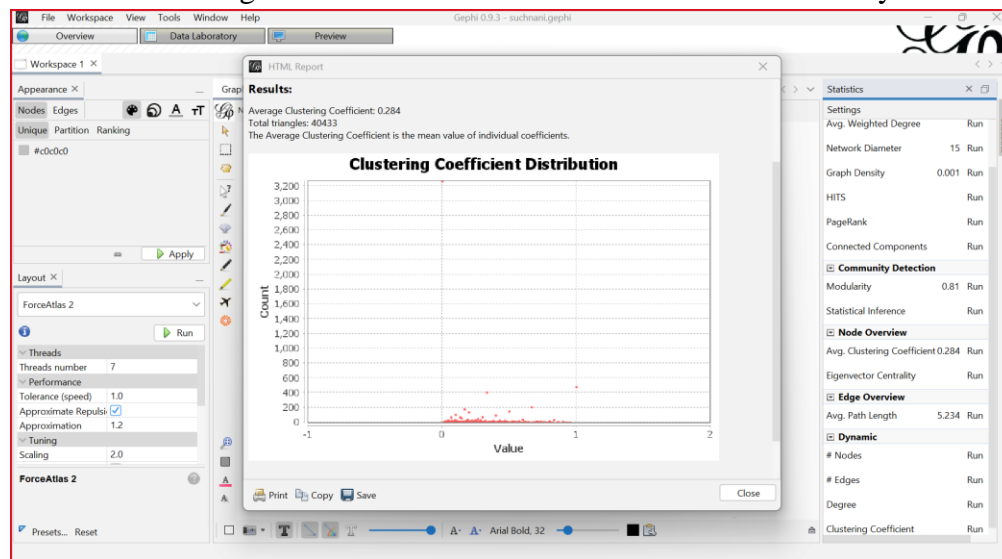 File Workspace View Tools Window Help
Gephi 0.9.3 - suchnani.gephi
Overview Data Laboratory Preview
Workspace 1 ×
Appearance ×
Nodes Edges
Unique Partition Ranking
#c0c0c0
Apply
Layout ×
ForceAtlas 2
Run
Threads
Threads number 7
Performance
Tolerance (speed) 1.0
Approximate Repulsi
Approximation 1.2
Tuning
Scaling 2.0
ForceAtlas 2
Presets... Reset
Grap
HTML Report
Results:
Average Clustering Coefficient: 0.284
Total triangles: 40433
The Average Clustering Coefficient is the mean value of individual coefficients.
Clustering Coefficient Distribution
Count
3,200
3,000
2,800
2,600
2,400
2,200
2,000
1,800
1,600
1,400
1,200
1,000
800
600
400
200
0
-1 0 1 2
Value
Print Copy Save Close
A- A- Arial Bold, 32
Statistics ×
Settings
Avg. Weighted Degree Run
Network Diameter 15 Run
Graph Density 0.001 Run
HITS Run
PageRank Run
Connected Components Run
Community Detection
Modularity 0.81 Run
Statistical Inference Run
Node Overview
Avg. Clustering Coefficient 0.284 Run
Eigenvector Centrality Run
Edge Overview
Avg. Path Length 5.234 Run
Dynamic
# Nodes Run
# Edges Run
Degree Run
Clustering Coefficient Run